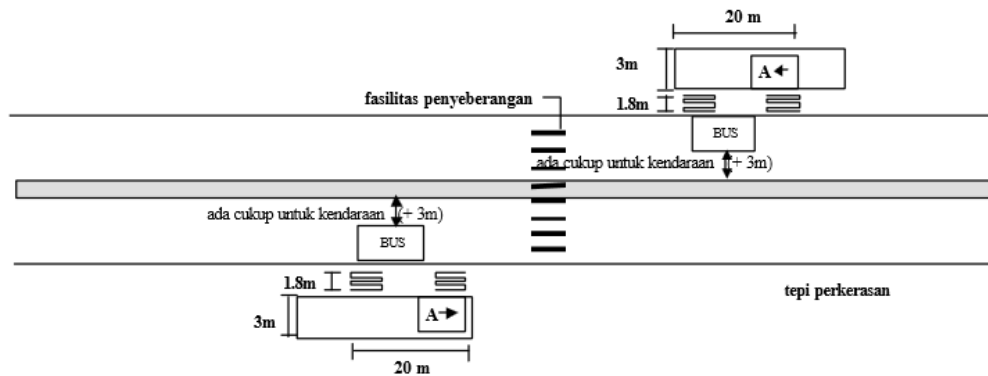 20 m
3m
A
fasilitas penyeberangan
1.8m
BUS
ada cukup untuk kendaraan (+ 3m)
ada cukup untuk kendaraan (+ 3m)
BUS
1.8m
tepi perkerasan
A
3m
20 m